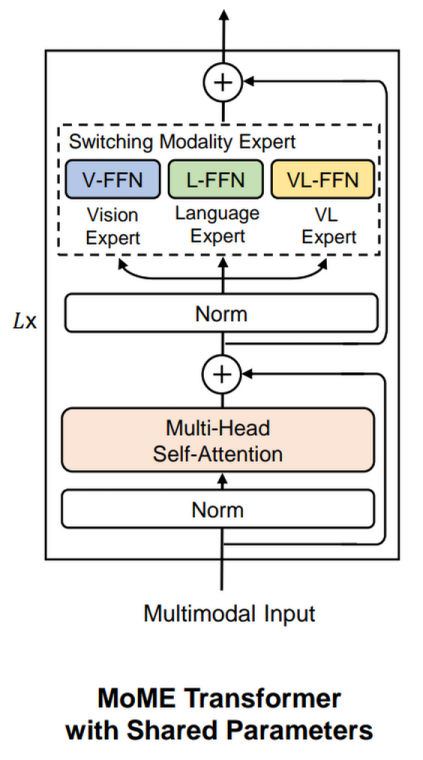 +
Switching Modality Expert
V-FFN L-FFN VL-FFN
Vision Language VL
Expert Expert Expert
Norm
Lx
+
Multi-Head
Self-Attention
Norm
Multimodal Input
MoME Transformer
with Shared Parameters